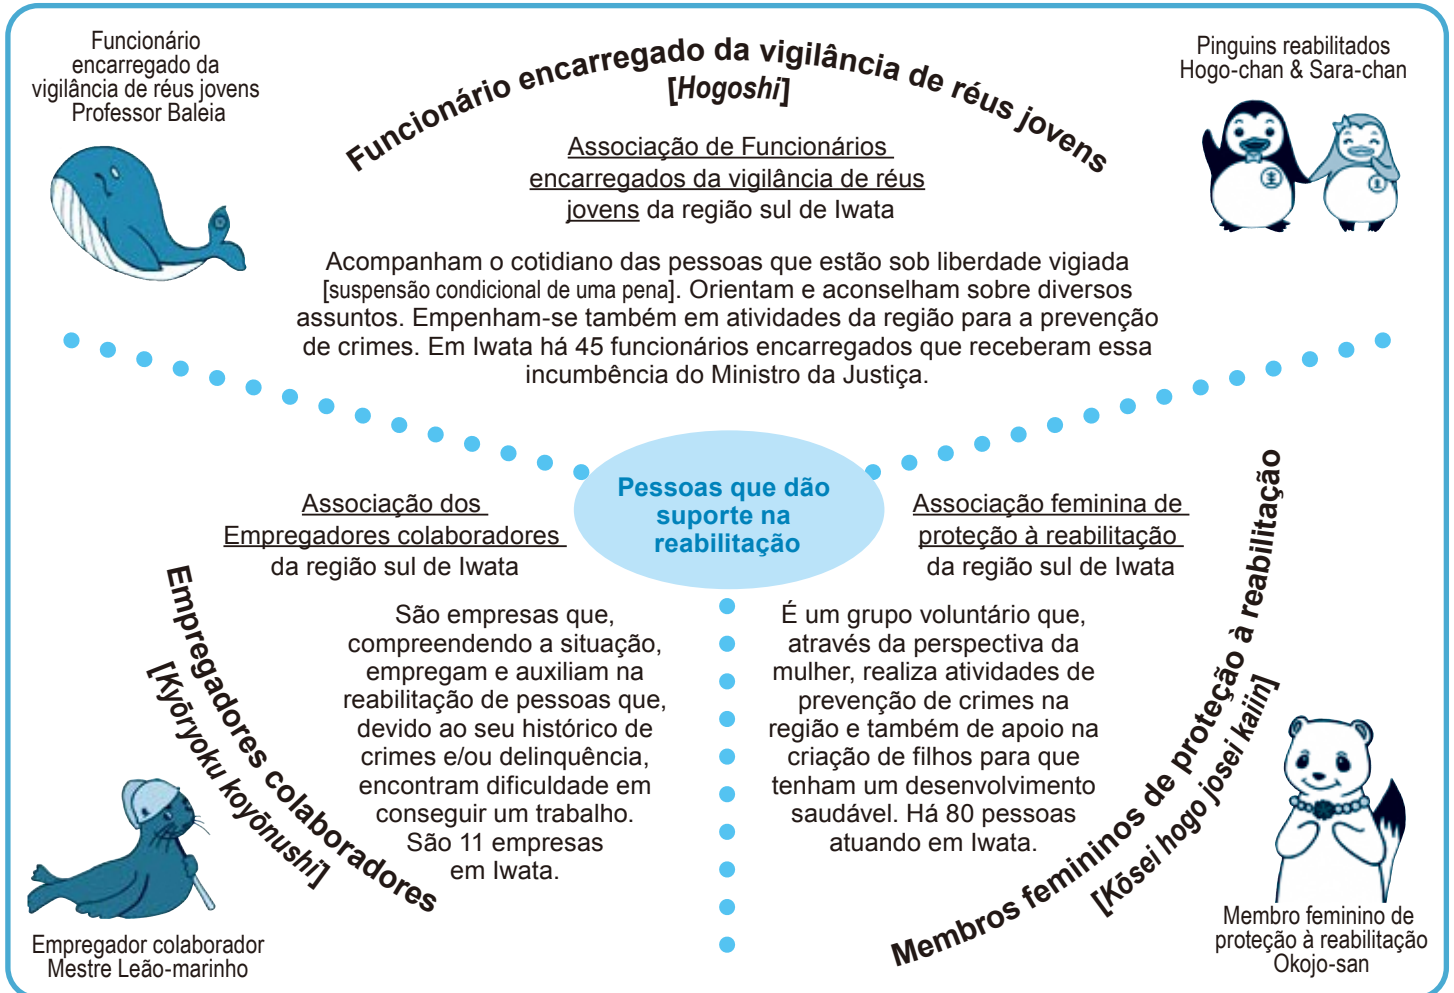 Funcionário
encarregado da
vigilância de réus jovens
Professor Baleia
Funcionário encarregado da vigilância de réus jovens
[Hogoshi]
Pinguins reabilitados
Hogo-chan & Sara-chan
Associação de Funcionários
encarregados da vigilância de réus
jovens da região sul de Iwata
Acompanham o cotidiano das pessoas que estão sob liberdade vigiada
[suspensão condicional de uma pena]. Orientam e aconselham sobre diversos
assuntos. Empenham-se também em atividades da região para a prevenção
de crimes. Em Iwata há 45 funcionários encarregados que receberam essa
incumbência do Ministro da Justiça.
Pessoas que dão
suporte na
reabilitação
Associação dos
Empregadores colaboradores
da região sul de Iwata
São empresas que,
compreendendo a situação,
empregam e auxiliam na
reabilitação de pessoas que,
devido ao seu histórico de
crimes e/ou delinquência,
encontram dificuldade em
conseguir um trabalho.
São 11 empresas
em Iwata.
Empregadores colaboradores
[Kyōryoku koyōnushi]
Empregador colaborador
Mestre Leão-marinho
Associação feminina de
proteção à reabilitação
da região sul de Iwata
É um grupo voluntário que,
através da perspectiva da
mulher, realiza atividades de
prevenção de crimes na
região e também de apoio na
criação de filhos para que
tenham um desenvolvimento
saudável. Há 80 pessoas
atuando em Iwata.
Membros femininos de proteção à reabilitação
[Kōsei hogo josei kaiin]
Membro feminino de
proteção à reabilitação
Okojo-san